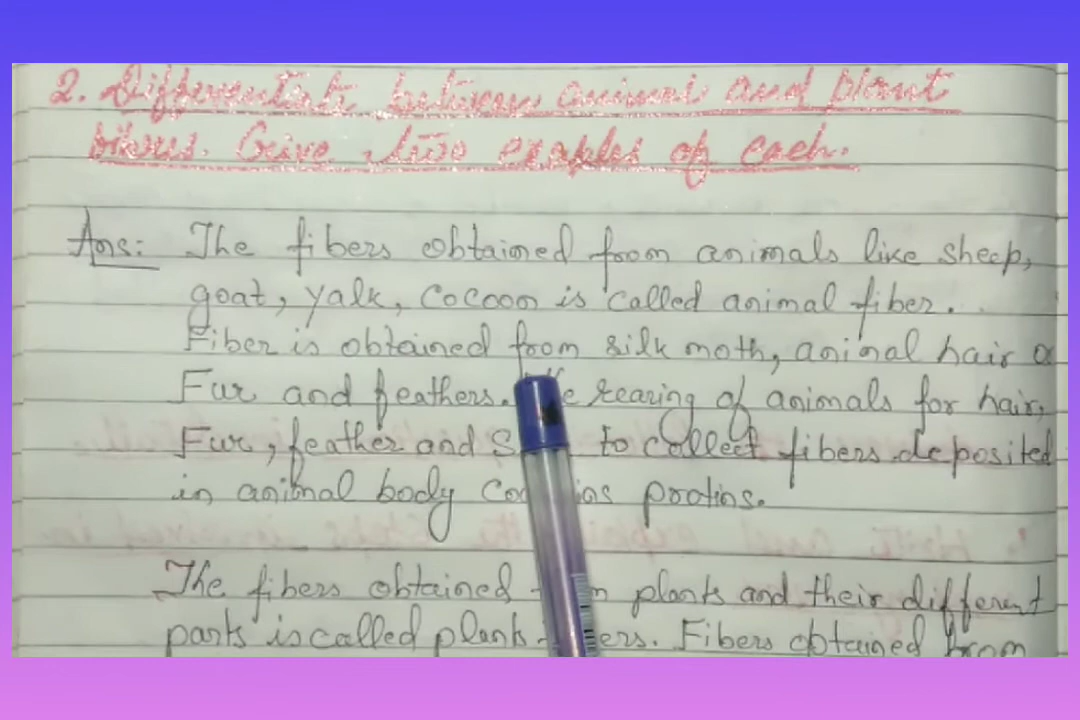 2. Differentiate between animal and plant
fibers. Give two exaples of each.
Ans: The fibers obtained from animals like sheep,
goat, yalk, cocoon is called animal fiber.
Fiber is obtained from silk moth, animal hair
Fur and feathers. rearing of animals for hair,
Fur, feather and to collect fibers deposited
in animal body protins.
The fibers obtained plants and their different
parts is called plant Fibers obtained from